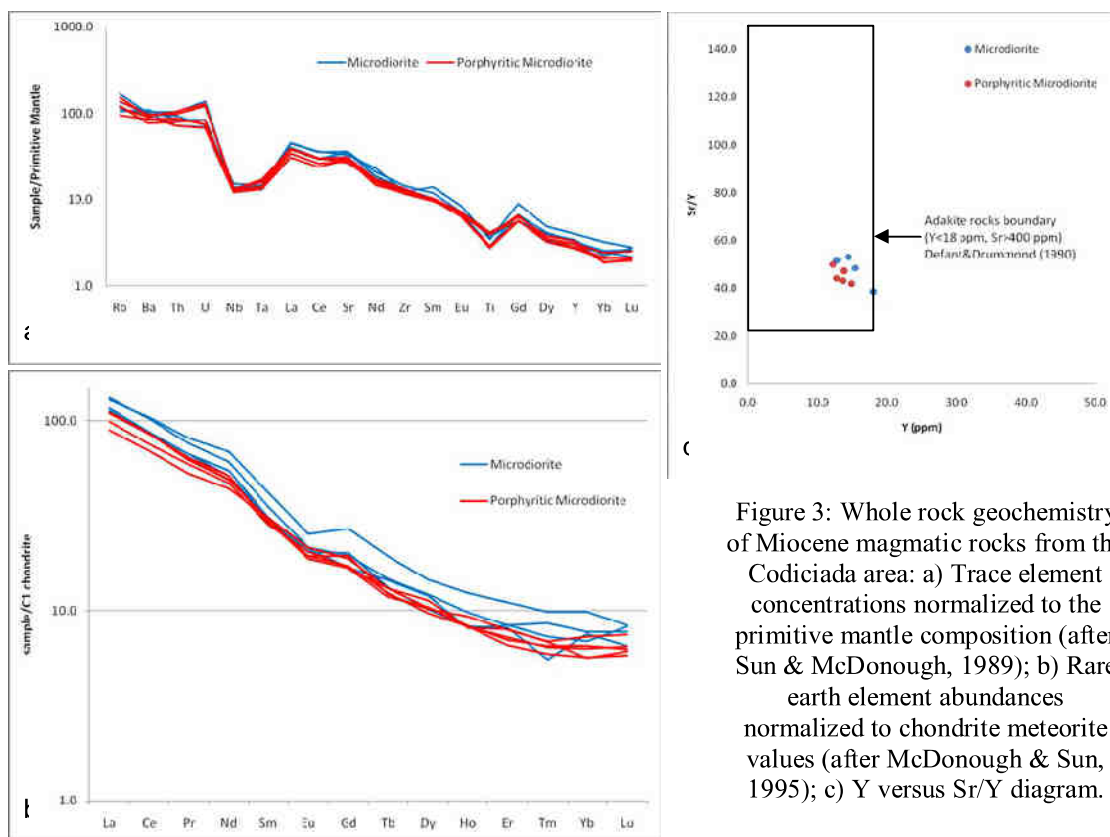 1000.0
100.0
10.0
1.0
Sample/Primitive Mantle
Microdiorite Porphyritic Microdiorite
Rb Ba Th U Nb Ta La Ce Sr Nd Zr Sm Eu Ti Gd Dy Y Yb Lu
a
100.0
10.0
1.0
sample/C1 chondrite
Microdiorite
Porphyritic Microdiorite
La Ce Pr Nd Sm Eu Gd Tb Dy Ho Er Tm Yb Lu
b
140.0
120.0
100.0
80.0
60.0
40.0
20.0
0.0
Sr/Y
Microdiorite
Porphyritic Microdiorite
Adakite rocks boundary
(Y<18 ppm, Sr>400 ppm)
Defant&Drummond (1990)
0.0 10.0 20.0 30.0 40.0 50.0
Y (ppm)
c
Figure 3: Whole rock geochemistry
of Miocene magmatic rocks from th
Codiciada area: a) Trace element
concentrations normalized to the
primitive mantle composition (after
Sun & McDonough, 1989); b) Rare
earth element abundances
normalized to chondrite meteorite
values (after McDonough & Sun,
1995); c) Y versus Sr/Y diagram.